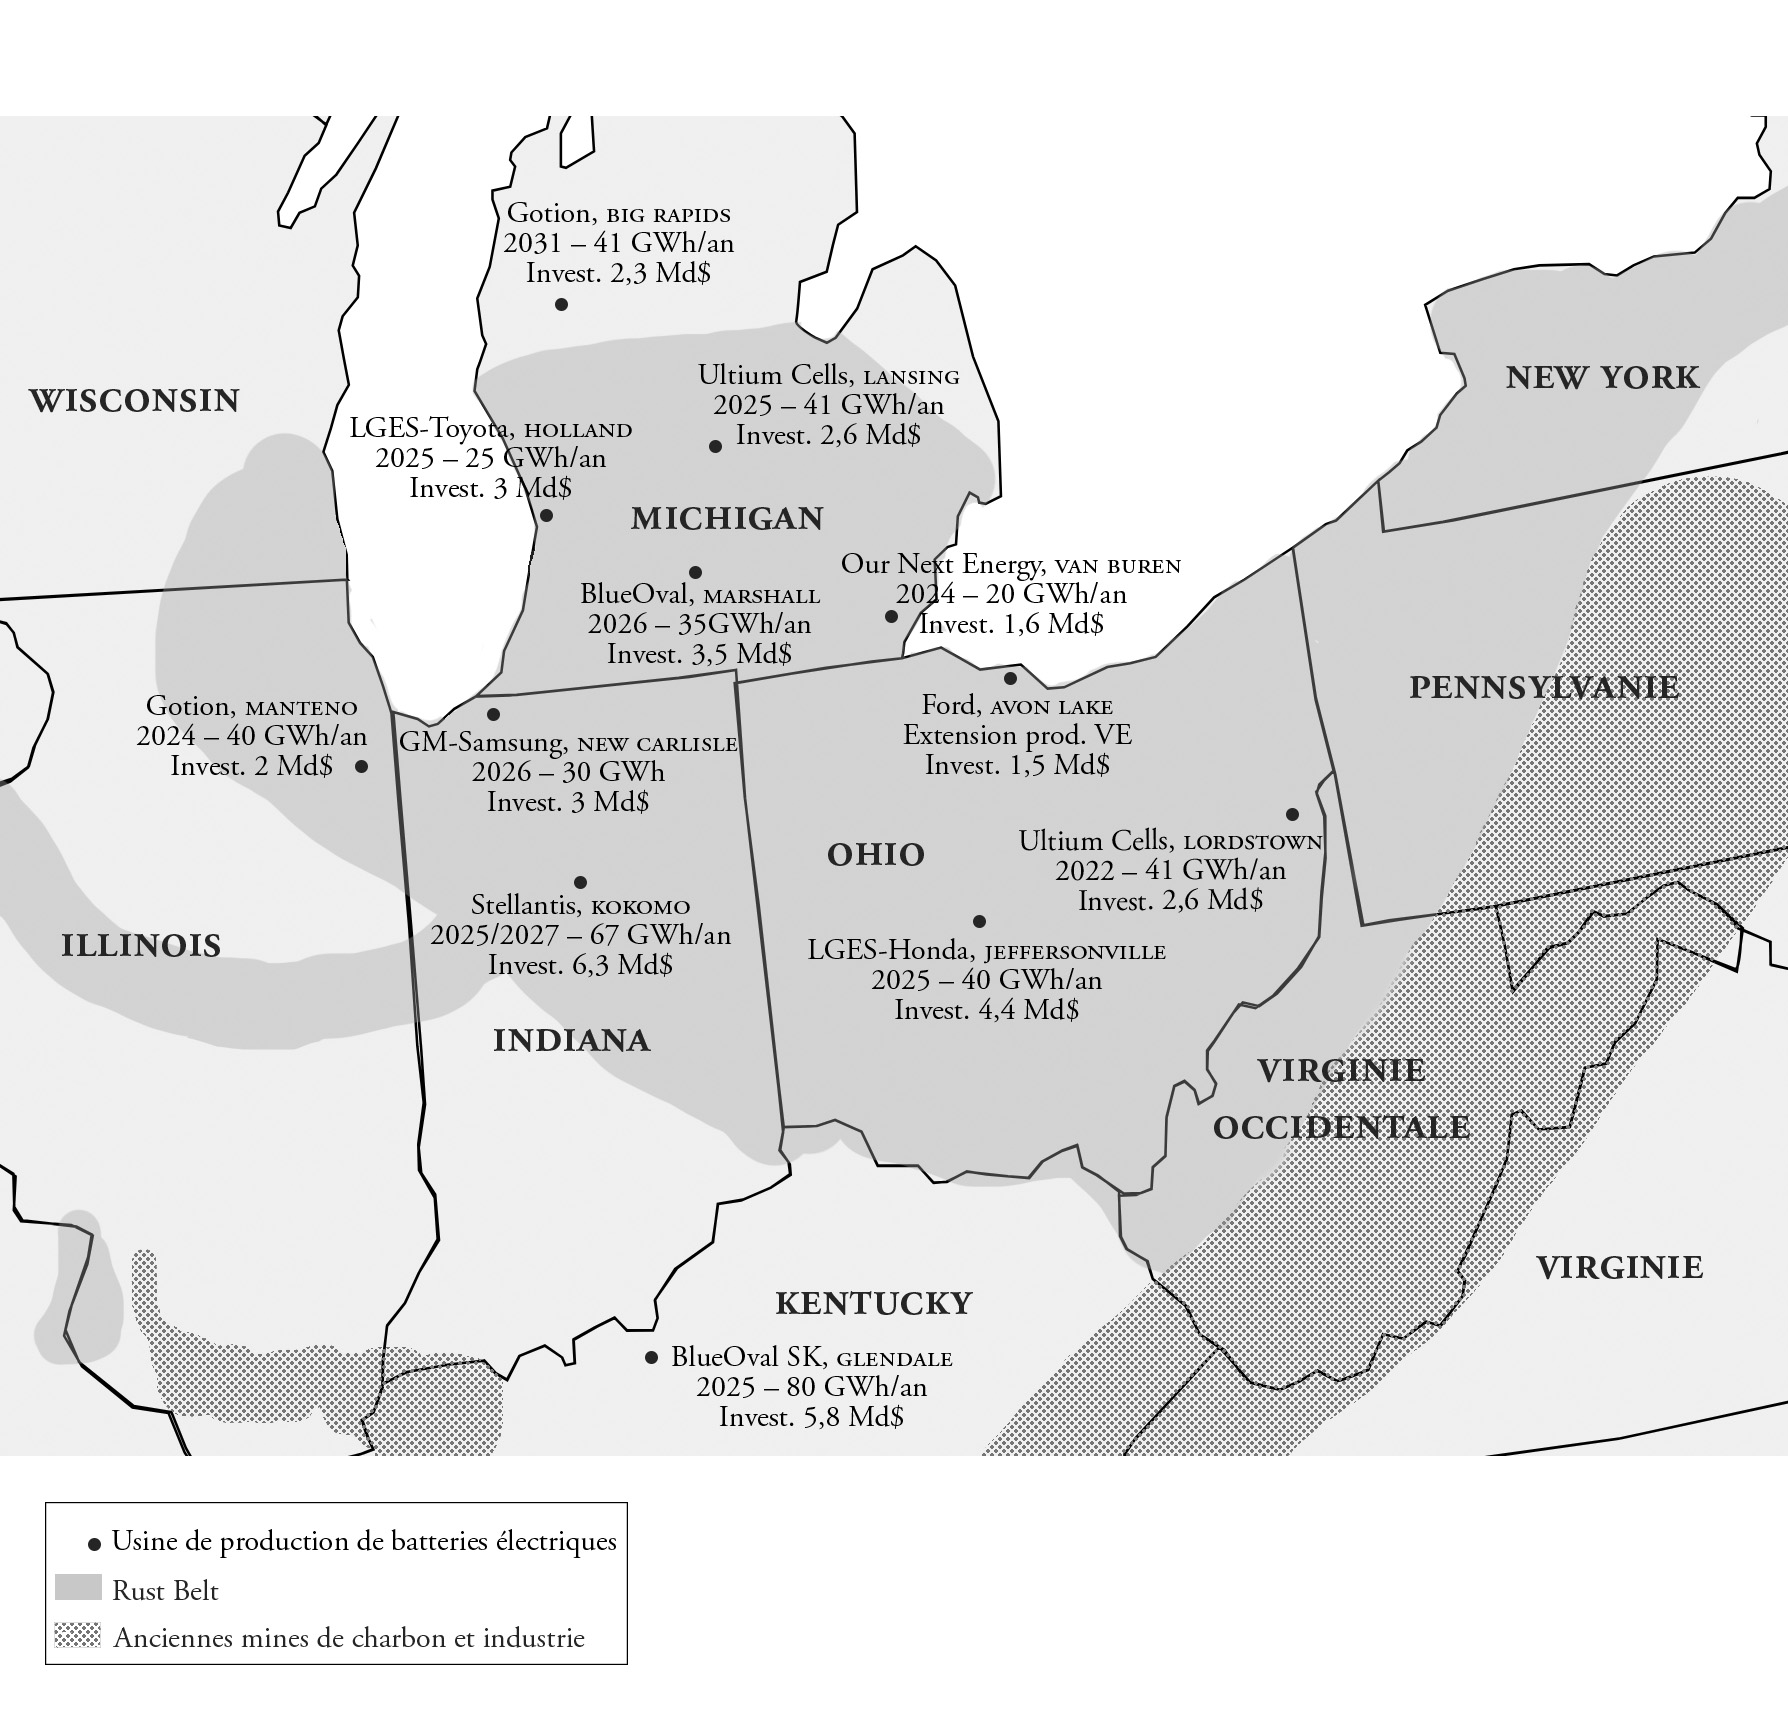 Gotion, BIG RAPIDS
2031 – 41 GWh/an
Invest. 2,3 Md$
WISCONSIN
NEW YORK
Ultium Cells, LANSING
2025 – 41 GWh/an
Invest. 2,6 Md$
LGES-Toyota, HOLLAND
2025 – 25 GWh/an
Invest. 3 Md$
MICHIGAN
Our Next Energy, VAN BUREN
2024 – 20 GWh/an
Invest. 1,6 Md$
BlueOval, MARSHALL
2026 – 35GWh/an
Invest. 3,5 Md$
PENNSYLVANIE
Gotion, MANTENO
2024 – 40 GWh/an
Invest. 2 Md$
GM-Samsung, NEW CARLISLE
2026 – 30 GWh
Invest. 3 Md$
Ford, AVON LAKE
Extension prod. VE
Invest. 1,5 Md$
OHIO
Ultium Cells, LORDSTOWN
2022 – 41 GWh/an
Invest. 2,6 Md$
ILLINOIS
Stellantis, KOKOMO
2025/2027 – 67 GWh/an
Invest. 6,3 Md$
LGES-Honda, JEFFERSONVILLE
2025 – 40 GWh/an
Invest. 4,4 Md$
INDIANA
VIRGINIE
OCCIDENTALE
VIRGINIE
KENTUCKY
BlueOval SK, GLENDALE
2025 – 80 GWh/an
Invest. 5,8 Md$
Usine de production de batteries électriques
Rust Belt
Anciennes mines de charbon et industrie